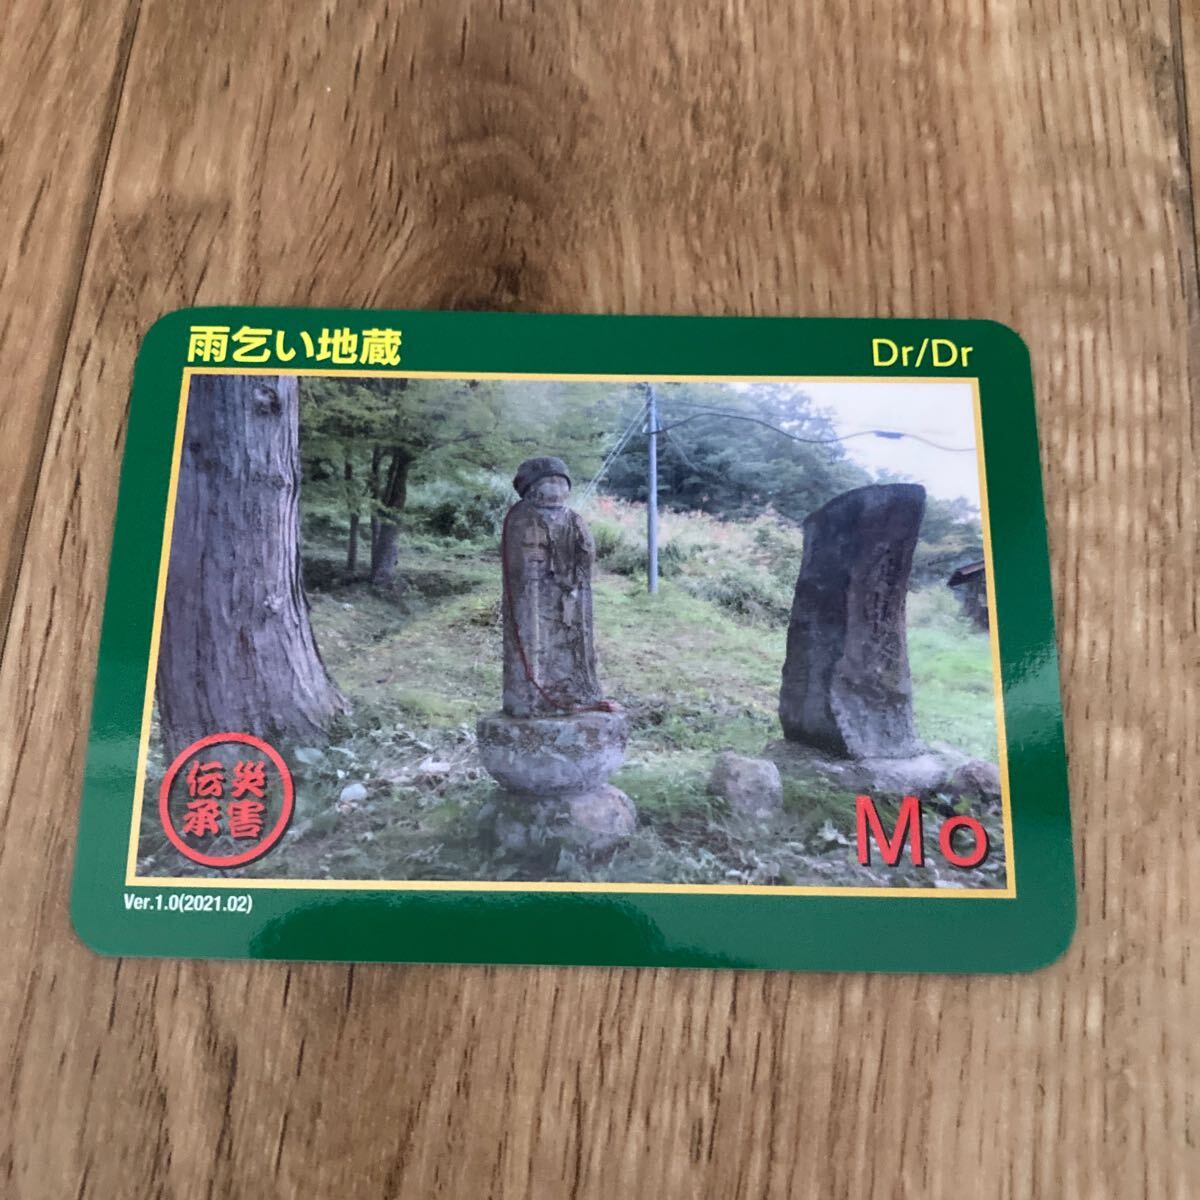 雨乞い地蔵
Dr/Dr
災害
伝承
Mo
Ver.1.0(2021.02)